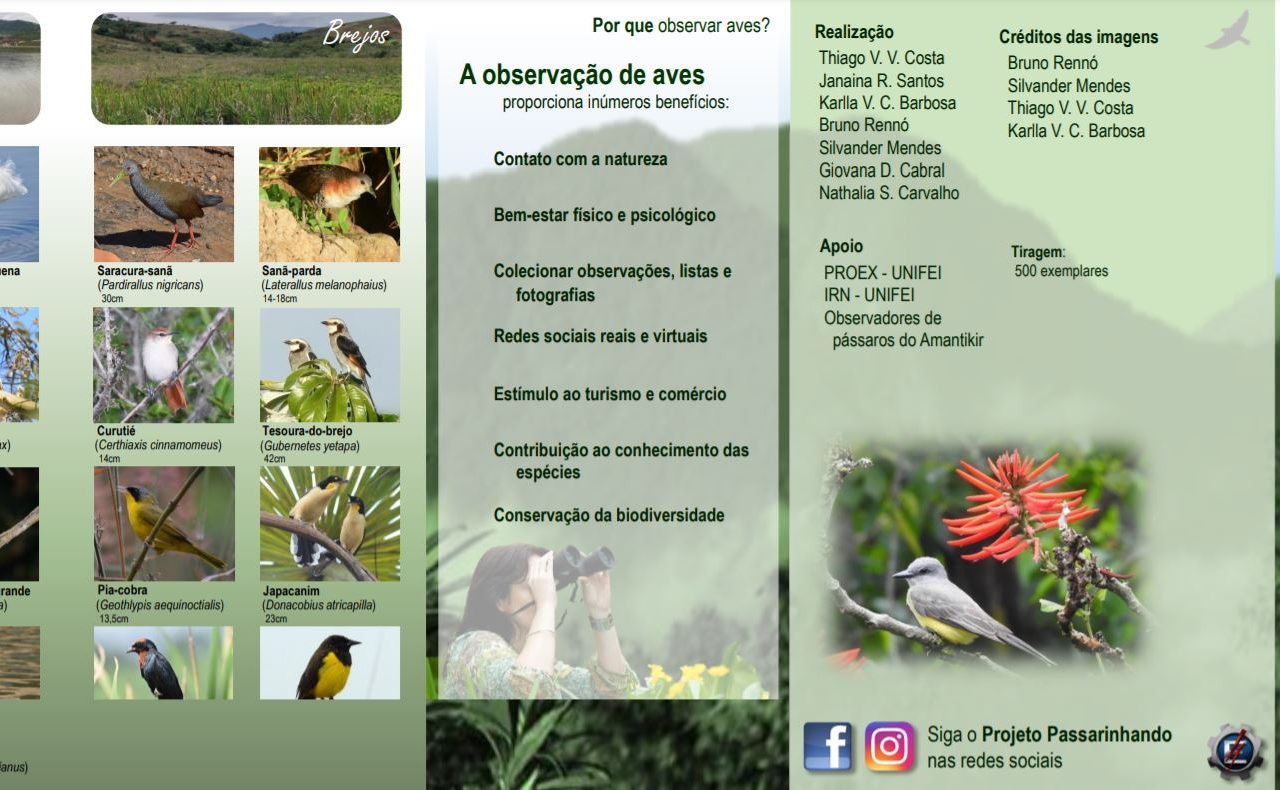 Brejos
Saracura-sanã
(Pardirallus nigricans)
30cm
Sanã-parda
(Laterallus melanophaius)
14-18cm
Curutié
(Certhiaxis cinnamomeus)
14cm
Tesoura-do-brejo
(Gubernetes yetapa)
42cm
Pia-cobra
(Geothlypis aequinoctialis)
13,5cm
Japacanim
(Donacobius atricapilla)
23cm
Por que observar aves?
A observação de aves
proporciona inúmeros benefícios:
Contato com a natureza
Bem-estar físico e psicológico
Colecionar observações, listas e
fotografias
Redes sociais reais e virtuais
Estímulo ao turismo e comércio
Contribuição ao conhecimento das
espécies
Conservação da biodiversidade
Realização
Thiago V. V. Costa
Janaina R. Santos
Karlla V. C. Barbosa
Bruno Rennó
Silvander Mendes
Giovana D. Cabral
Nathalia S. Carvalho
Créditos das imagens
Bruno Rennó
Silvander Mendes
Thiago V. V. Costa
Karlla V. C. Barbosa
Apoio
PROEX - UNIFEI
IRN - UNIFEI
Observadores de
pássaros do Amantikir
Tiragem:
500 exemplares
Siga o Projeto Passarinhando
nas redes sociais